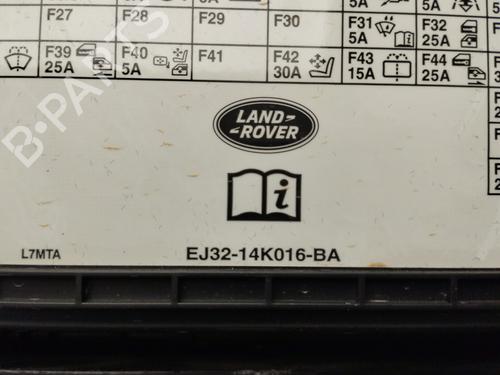 F27 F28 F29 F30 F31 5A F32 25A
F39 25A F40 5A F41 F42 30A F43 15A F44 25A
LAND ROVER
i
L7MTA EJ32-14K016-BA
B-PARTS